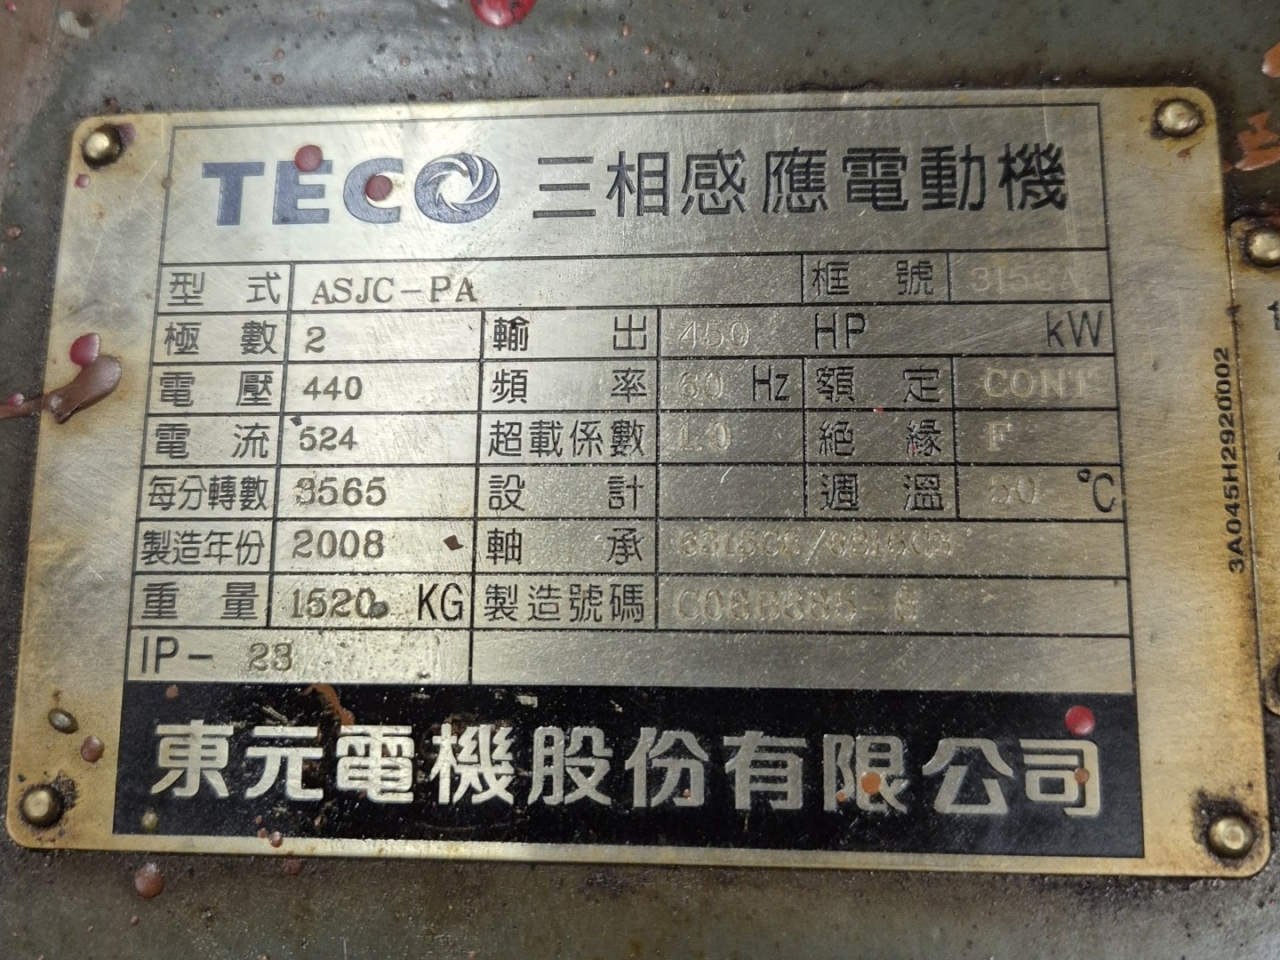 TECO 三相感應電動機
型式 ASJC-PA 框號
極數 2 輸出 450 HP kW
電壓 440 頻率 60 Hz 額定 CONT
電流 524 超載係數 1.0 絕緣 F
每分轉數 3565 設計 週溫 50 °C
製造年份 2008 軸承
重量 1520 KG 製造號碼
IP- 23
東元電機股份有限公司
3A045H2920002